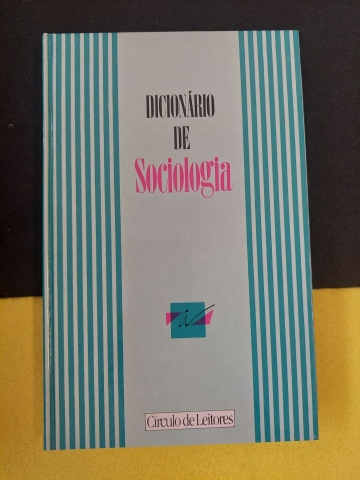 DICIONÁRIO
DE
Sociologia
Círculo de Leitores